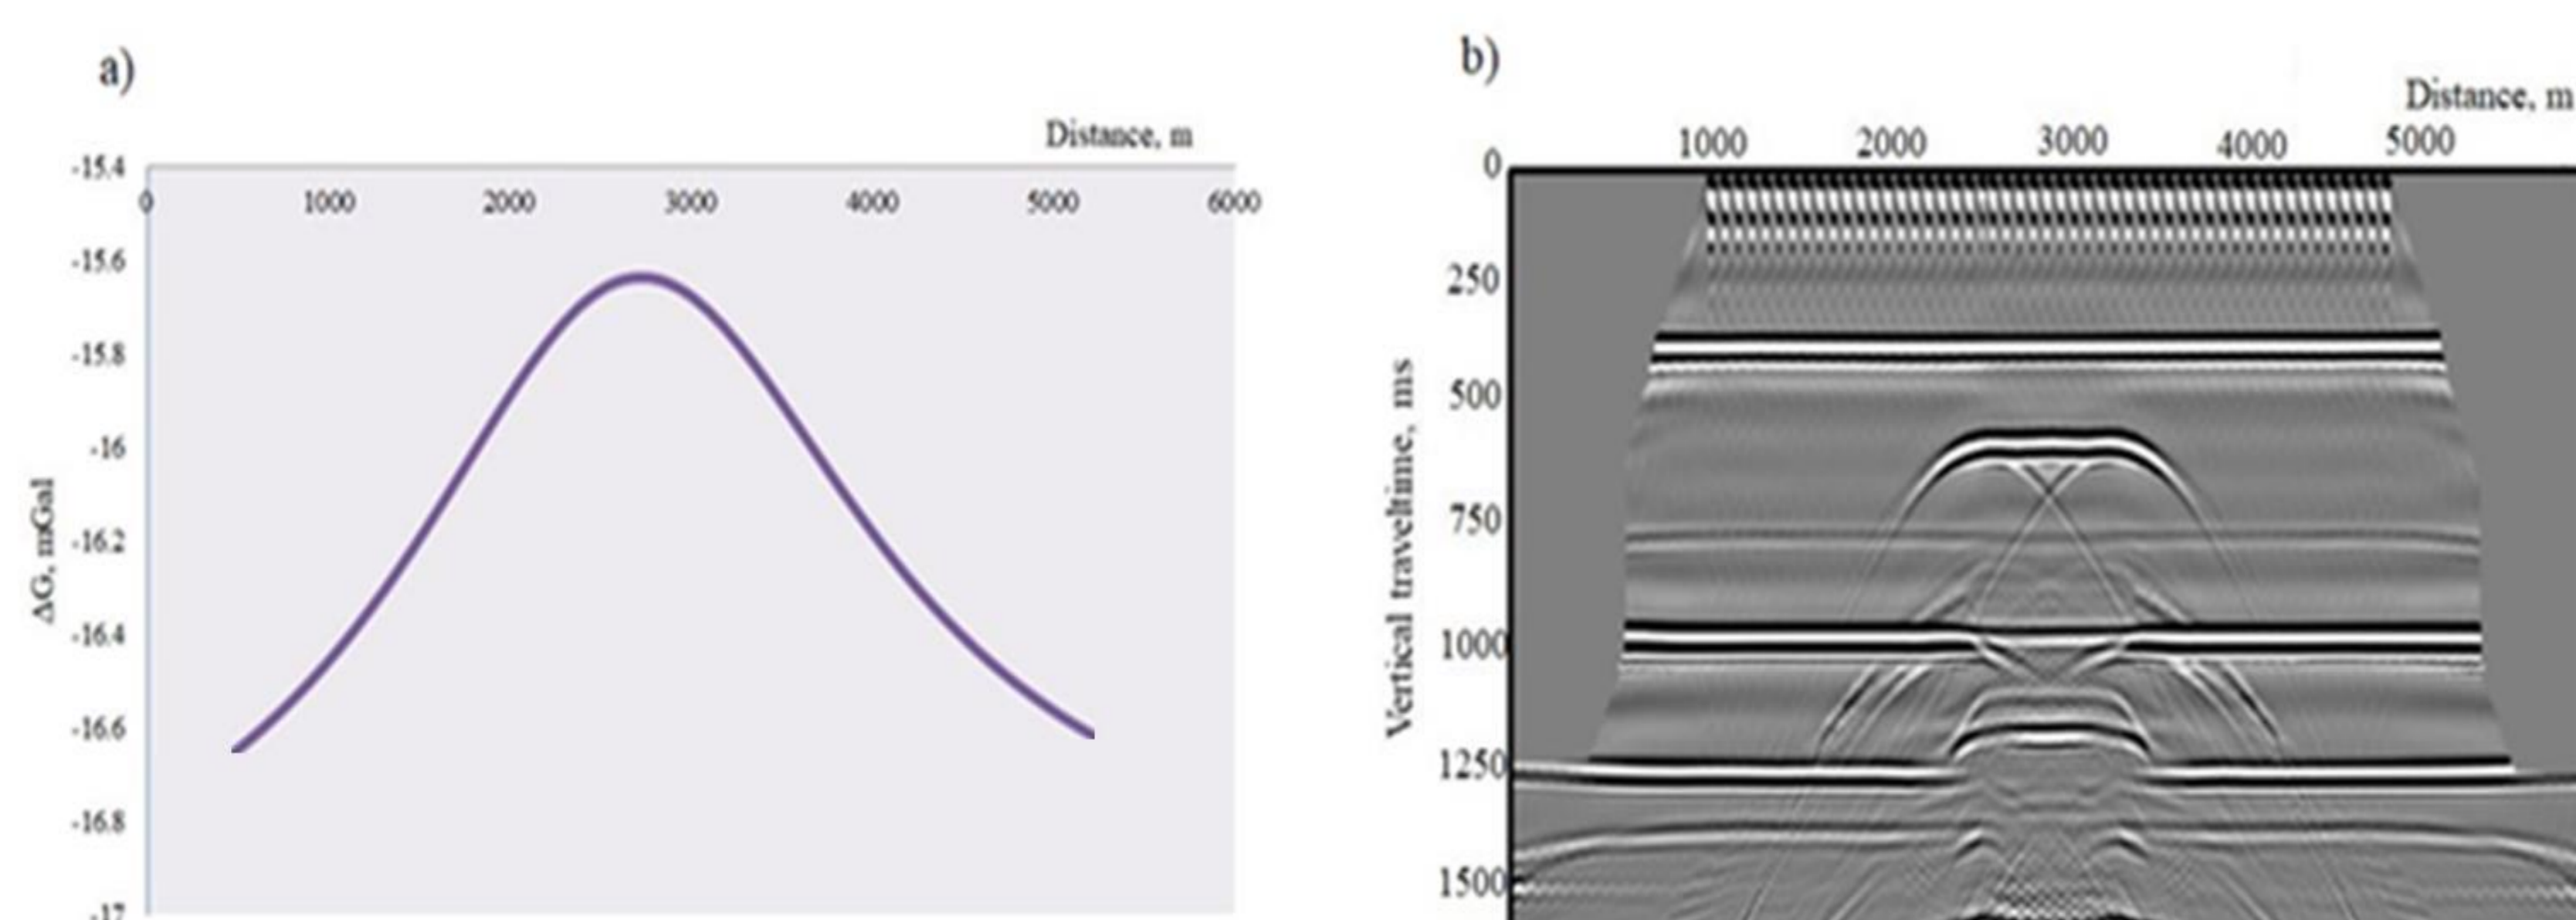 a)
Distance, m
-15.4
0 1000 2000 3000 4000 5000 6000
-15.6
-15.8
-16
-16.2
-16.4
-16.6
-16.8
-17
ΔG, mGal
b)
Distance, m
1000 2000 3000 4000 5000
0
250
500
750
1000
1250
1500
Vertical traveltime, ms